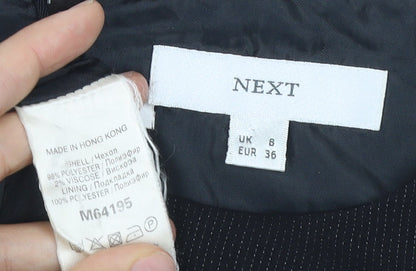 NEXT
UK 8
EUR 36
MADE IN HONG KONG
SHELL / Чехол
98% POLYESTER / Полиэфир
2% VISCOSE / Вискоза
LINING / Подкладка
100% POLYESTER / Полиэфир
M64195